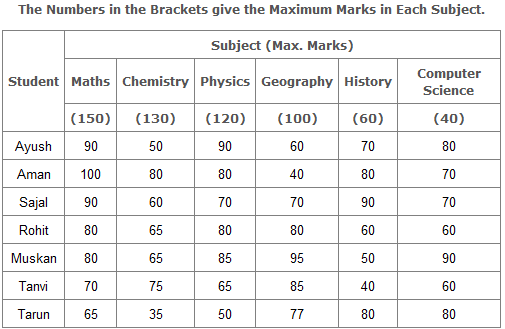 The Numbers in the Brackets give the Maximum Marks in Each Subject.
Subject (Max. Marks)
Student Maths Chemistry Physics Geography History Computer Science
(150) (130) (120) (100) (60) (40)
Ayush 90 50 90 60 70 80
Aman 100 80 80 40 80 70
Sajal 90 60 70 70 90 70
Rohit 80 65 80 80 60 60
Muskan 80 65 85 95 50 90
Tanvi 70 75 65 85 40 60
Tarun 65 35 50 77 80 80